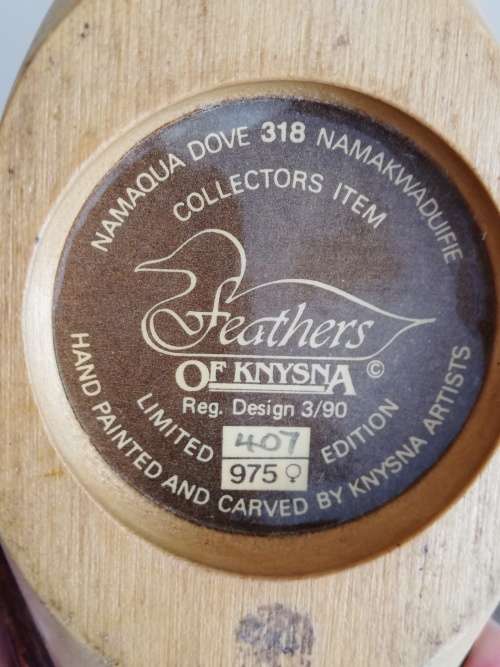 NAMAQUA DOVE 318 NAMAKWADUIFIE
COLLECTORS ITEM
Feathers
OF KNYSNA ©
Reg. Design 3/90
LIMITED EDITION
407
975 ♀
HAND PAINTED AND CARVED BY KNYSNA ARTISTS